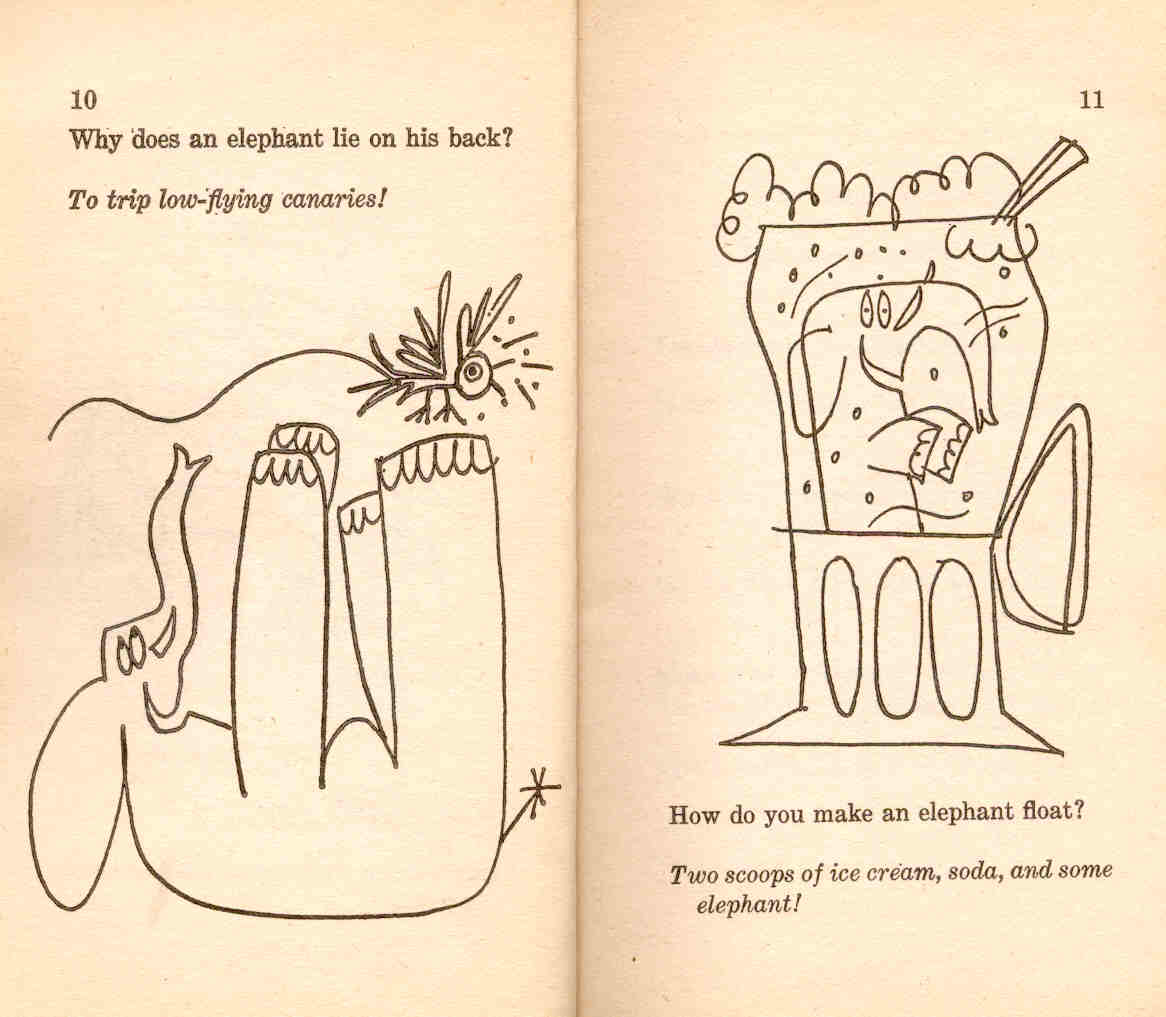 10
Why does an elephant lie on his back?
To trip low-flying canaries!
11
How do you make an elephant float?
Two scoops of ice cream, soda, and some
elephant!